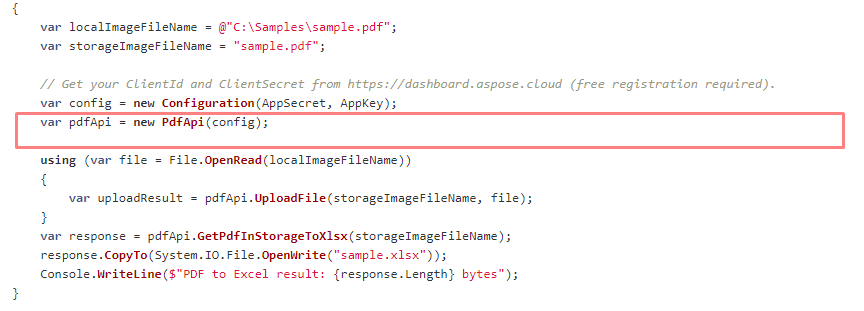 {
    var localImageFileName = @"C:\Samples\sample.pdf";
    var storageImageFileName = "sample.pdf";
    // Get your ClientId and ClientSecret from https://dashboard.aspose.cloud (free registration required).
    var config = new Configuration(AppSecret, AppKey);
    var pdfApi = new PdfApi(config);
    using (var file = File.OpenRead(localImageFileName))
    {
        var uploadResult = pdfApi.UploadFile(storageImageFileName, file);
    }
    var response = pdfApi.GetPdfInStorageToXlsx(storageImageFileName);
    response.CopyTo(System.IO.File.OpenWrite("sample.xlsx"));
    Console.WriteLine($"PDF to Excel result: {response.Length} bytes");
}